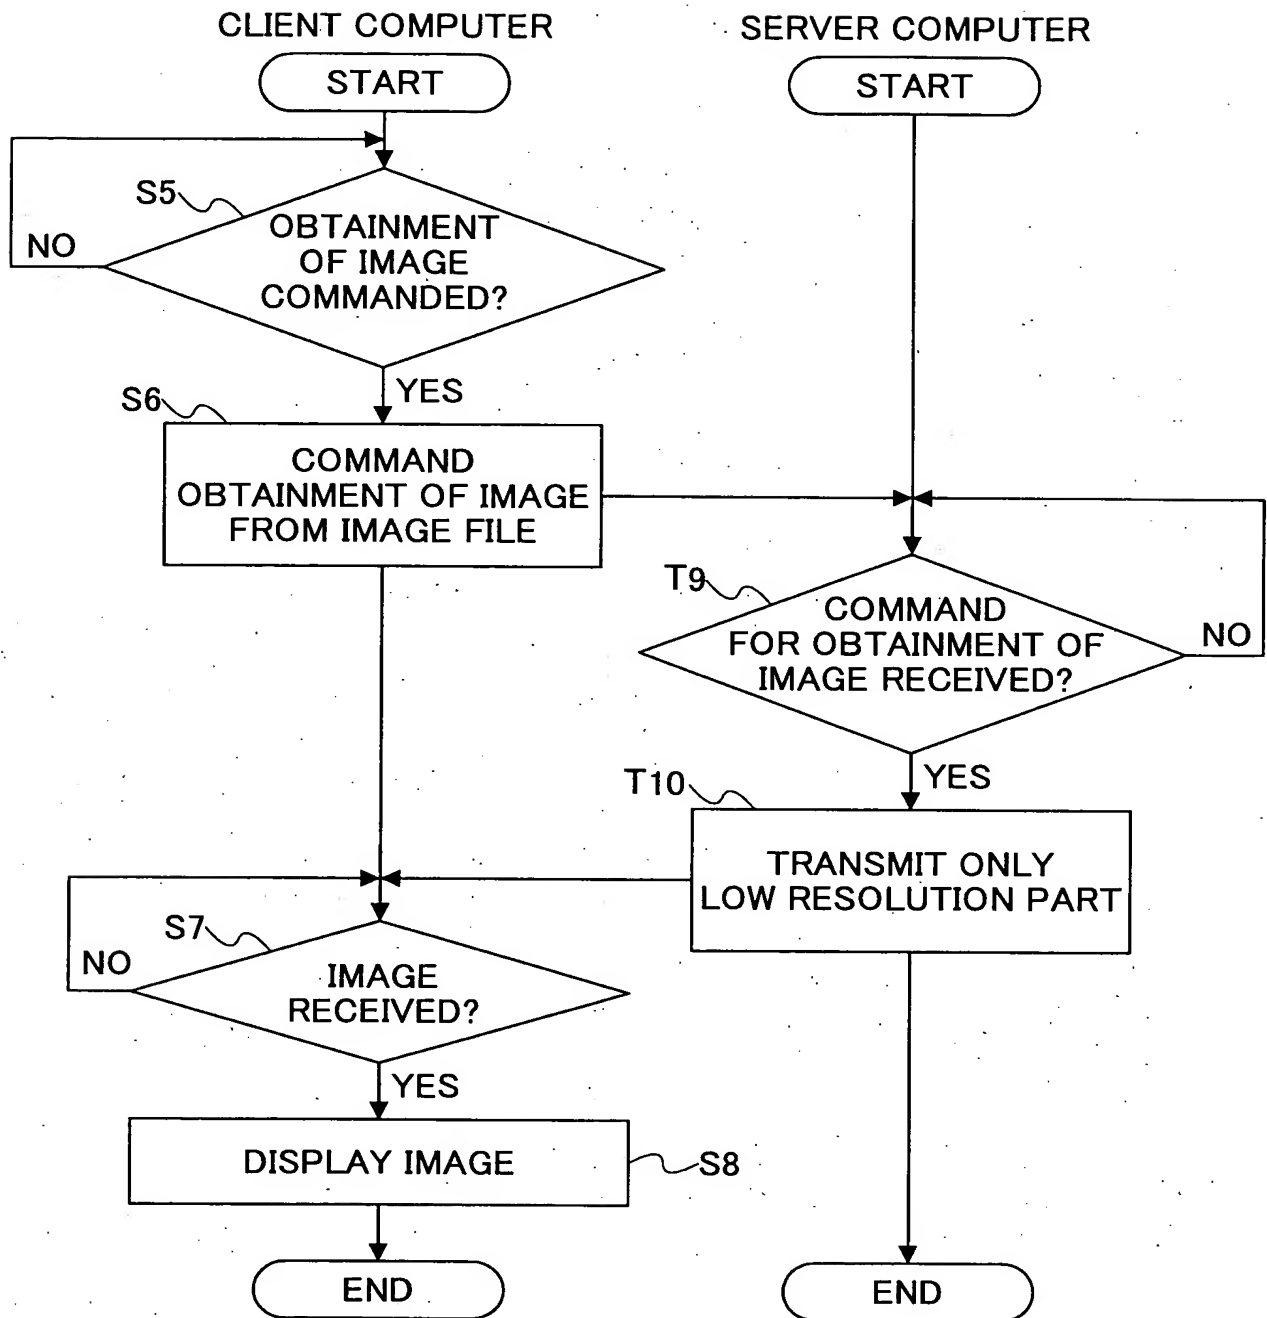 CLIENT COMPUTER
SERVER COMPUTER
START
START
S5
OBTAINMENT
OF IMAGE
COMMANDED?
NO
YES
S6
COMMAND
OBTAINMENT OF IMAGE
FROM IMAGE FILE
T9
COMMAND
FOR OBTAINMENT OF
IMAGE RECEIVED?
NO
YES
T10
TRANSMIT ONLY
LOW RESOLUTION PART
S7
NO
IMAGE
RECEIVED?
YES
DISPLAY IMAGE
S8
END
END